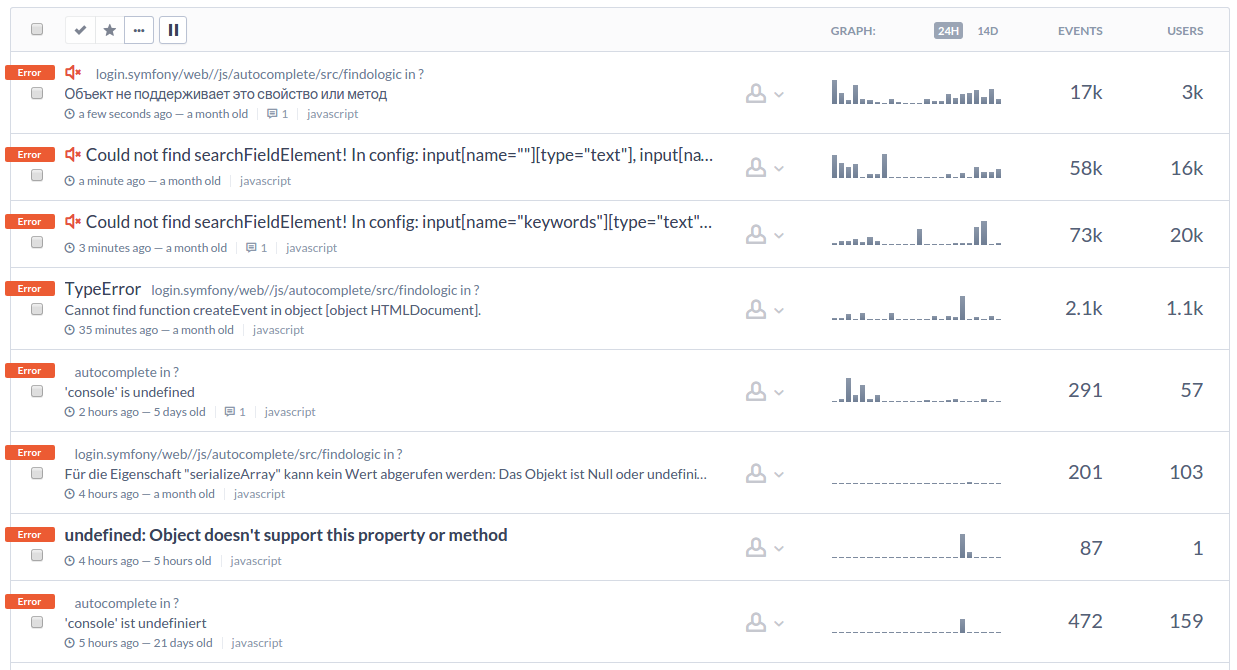 GRAPH: 24H 14D EVENTS USERS
Error login.symfony/web//js/autocomplete/src/findologic in ?
Объект не поддерживает это свойство или метод 17k 3k
a few seconds ago — a month old 1 javascript
Error Could not find searchFieldElement! In config: input[name=""][type="text"], input[na...
58k 16k
a minute ago — a month old javascript
Error Could not find searchFieldElement! In config: input[name="keywords"][type="text"...
73k 20k
3 minutes ago — a month old 1 javascript
Error TypeError login.symfony/web//js/autocomplete/src/findologic in ?
Cannot find function createEvent in object [object HTMLDocument]. 2.1k 1.1k
35 minutes ago — a month old javascript
Error autocomplete in ?
'console' is undefined 291 57
2 hours ago — 5 days old 1 javascript
Error login.symfony/web//js/autocomplete/src/findologic in ?
Für die Eigenschaft "serializeArray" kann kein Wert abgerufen werden: Das Objekt ist Null oder undefini... 201 103
4 hours ago — a month old javascript
Error undefined: Object doesn't support this property or method
87 1
4 hours ago — 5 hours old javascript
Error autocomplete in ?
'console' ist undefiniert 472 159
5 hours ago — 21 days old javascript